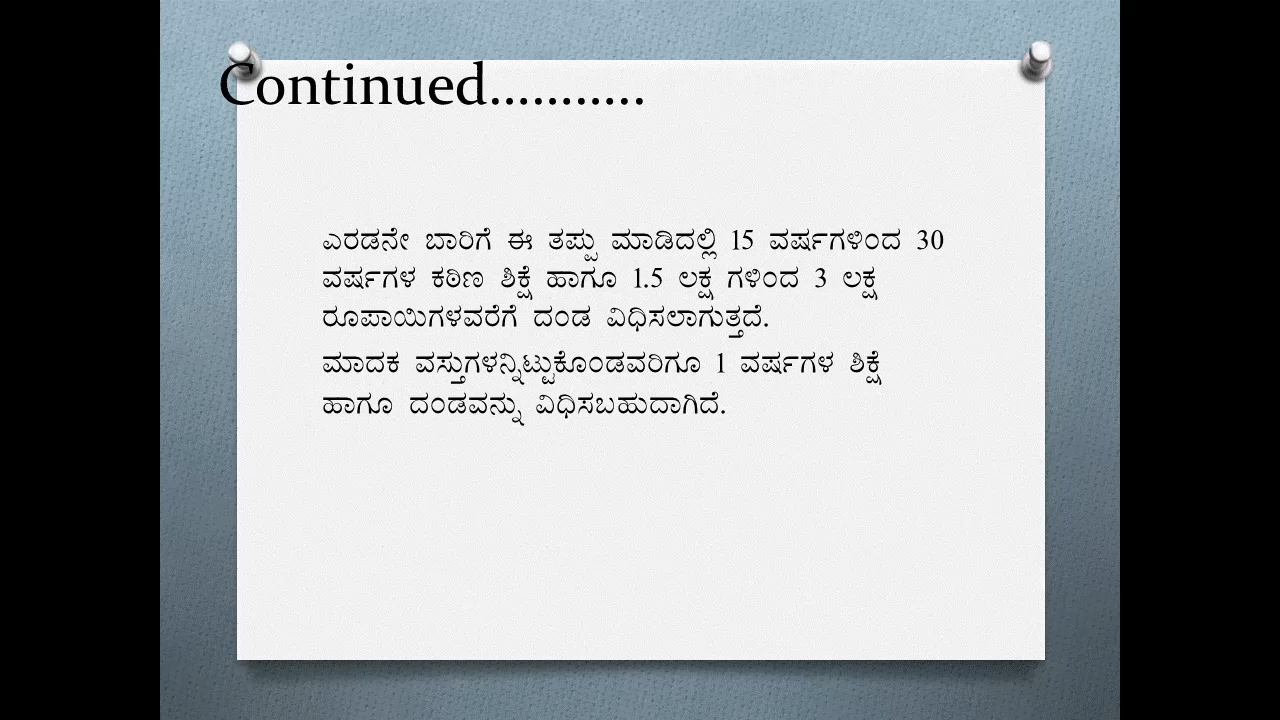 Continued...........
ಎರಡನೇ ಬಾರಿಗೆ ಈ ತಪ್ಪು ಮಾಡಿದಲ್ಲಿ 15 ವರ್ಷಗಳಿಂದ 30
ವರ್ಷಗಳ ಕಠಿಣ ಶಿಕ್ಷೆ ಹಾಗೂ 1.5 ಲಕ್ಷ ಗಳಿಂದ 3 ಲಕ್ಷ
ರೂಪಾಯಿಗಳವರೆಗೆ ದಂಡ ವಿಧಿಸಲಾಗುತ್ತದೆ.
ಮಾದಕ ವಸ್ತುಗಳನ್ನಿಟ್ಟುಕೊಂಡವರಿಗೂ 1 ವರ್ಷಗಳ ಶಿಕ್ಷೆ
ಹಾಗೂ ದಂಡವನ್ನು ವಿಧಿಸಬಹುದಾಗಿದೆ.